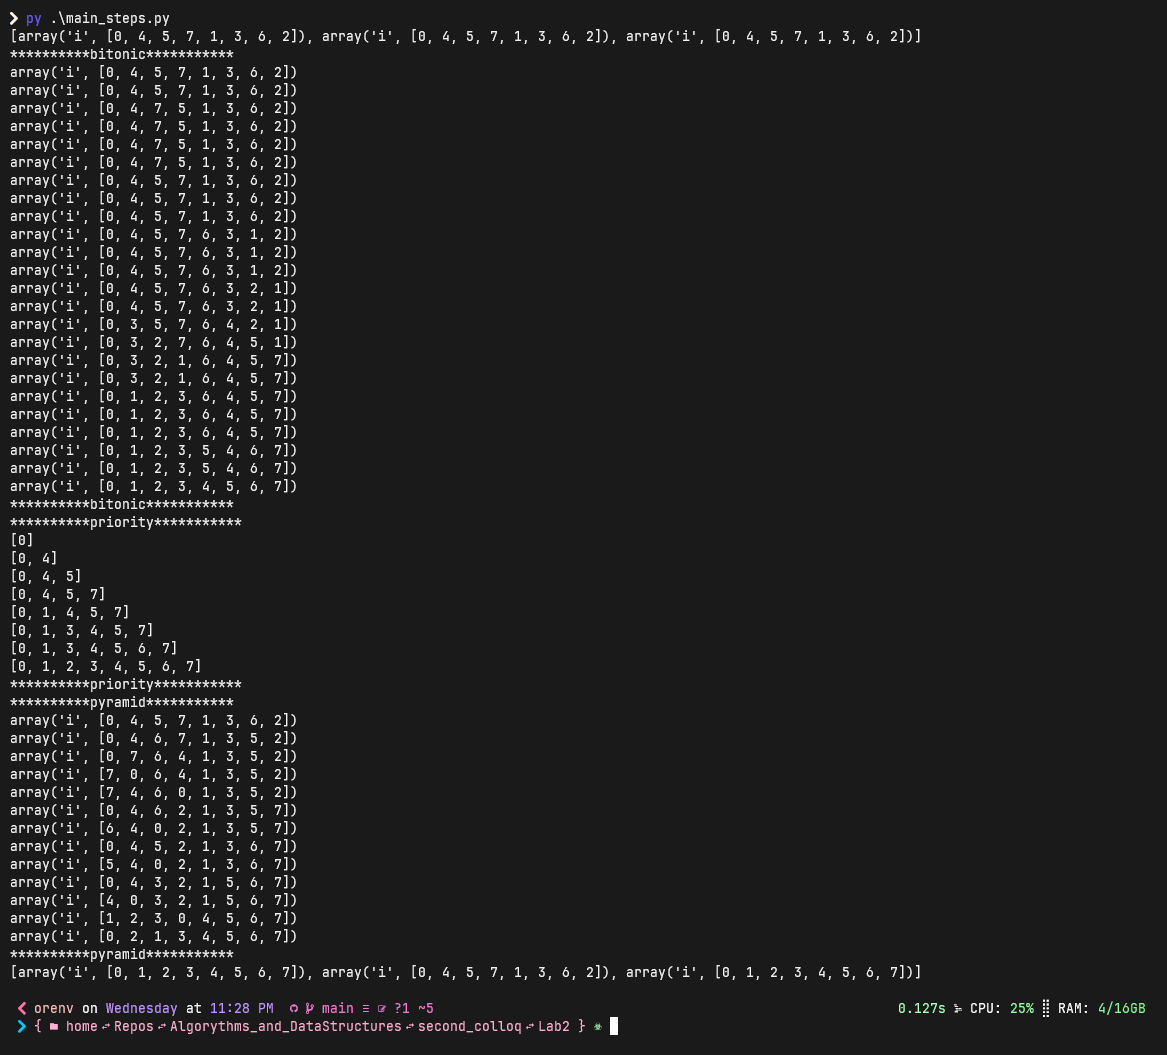 ❯ py .\main_steps.py
[array('i', [0, 4, 5, 7, 1, 3, 6, 2]), array('i', [0, 4, 5, 7, 1, 3, 6, 2]), array('i', [0, 4, 5, 7, 1, 3, 6, 2])]
**********bitonic***********
array('i', [0, 4, 5, 7, 1, 3, 6, 2])
array('i', [0, 4, 5, 7, 1, 3, 6, 2])
array('i', [0, 4, 7, 5, 1, 3, 6, 2])
array('i', [0, 4, 7, 5, 1, 3, 6, 2])
array('i', [0, 4, 7, 5, 1, 3, 6, 2])
array('i', [0, 4, 7, 5, 1, 3, 6, 2])
array('i', [0, 4, 5, 7, 1, 3, 6, 2])
array('i', [0, 4, 5, 7, 1, 3, 6, 2])
array('i', [0, 4, 5, 7, 1, 3, 6, 2])
array('i', [0, 4, 5, 7, 6, 3, 1, 2])
array('i', [0, 4, 5, 7, 6, 3, 1, 2])
array('i', [0, 4, 5, 7, 6, 3, 1, 2])
array('i', [0, 4, 5, 7, 6, 3, 2, 1])
array('i', [0, 4, 5, 7, 6, 3, 2, 1])
array('i', [0, 3, 5, 7, 6, 4, 2, 1])
array('i', [0, 3, 2, 7, 6, 4, 5, 1])
array('i', [0, 3, 2, 1, 6, 4, 5, 7])
array('i', [0, 3, 2, 1, 6, 4, 5, 7])
array('i', [0, 1, 2, 3, 6, 4, 5, 7])
array('i', [0, 1, 2, 3, 6, 4, 5, 7])
array('i', [0, 1, 2, 3, 6, 4, 5, 7])
array('i', [0, 1, 2, 3, 5, 4, 6, 7])
array('i', [0, 1, 2, 3, 5, 4, 6, 7])
array('i', [0, 1, 2, 3, 4, 5, 6, 7])
**********bitonic***********
**********priority***********
[0]
[0, 4]
[0, 4, 5]
[0, 4, 5, 7]
[0, 1, 4, 5, 7]
[0, 1, 3, 4, 5, 7]
[0, 1, 3, 4, 5, 6, 7]
[0, 1, 2, 3, 4, 5, 6, 7]
**********priority***********
**********pyramid***********
array('i', [0, 4, 5, 7, 1, 3, 6, 2])
array('i', [0, 4, 6, 7, 1, 3, 5, 2])
array('i', [0, 7, 6, 4, 1, 3, 5, 2])
array('i', [7, 0, 6, 4, 1, 3, 5, 2])
array('i', [7, 4, 6, 0, 1, 3, 5, 2])
array('i', [0, 4, 6, 2, 1, 3, 5, 7])
array('i', [6, 4, 0, 2, 1, 3, 5, 7])
array('i', [0, 4, 5, 2, 1, 3, 6, 7])
array('i', [5, 4, 0, 2, 1, 3, 6, 7])
array('i', [0, 4, 3, 2, 1, 5, 6, 7])
array('i', [4, 0, 3, 2, 1, 5, 6, 7])
array('i', [1, 2, 3, 0, 4, 5, 6, 7])
array('i', [0, 2, 1, 3, 4, 5, 6, 7])
**********pyramid***********
[array('i', [0, 1, 2, 3, 4, 5, 6, 7]), array('i', [0, 4, 5, 7, 1, 3, 6, 2]), array('i', [0, 1, 2, 3, 4, 5, 6, 7])]
❮ orenv on Wednesday at 11:28 PM main ≡ ?1 ~5 0.127s CPU: 25% RAM: 4/16GB
❯ { home Repos Algorythms_and_DataStructures second_colloq Lab2 }